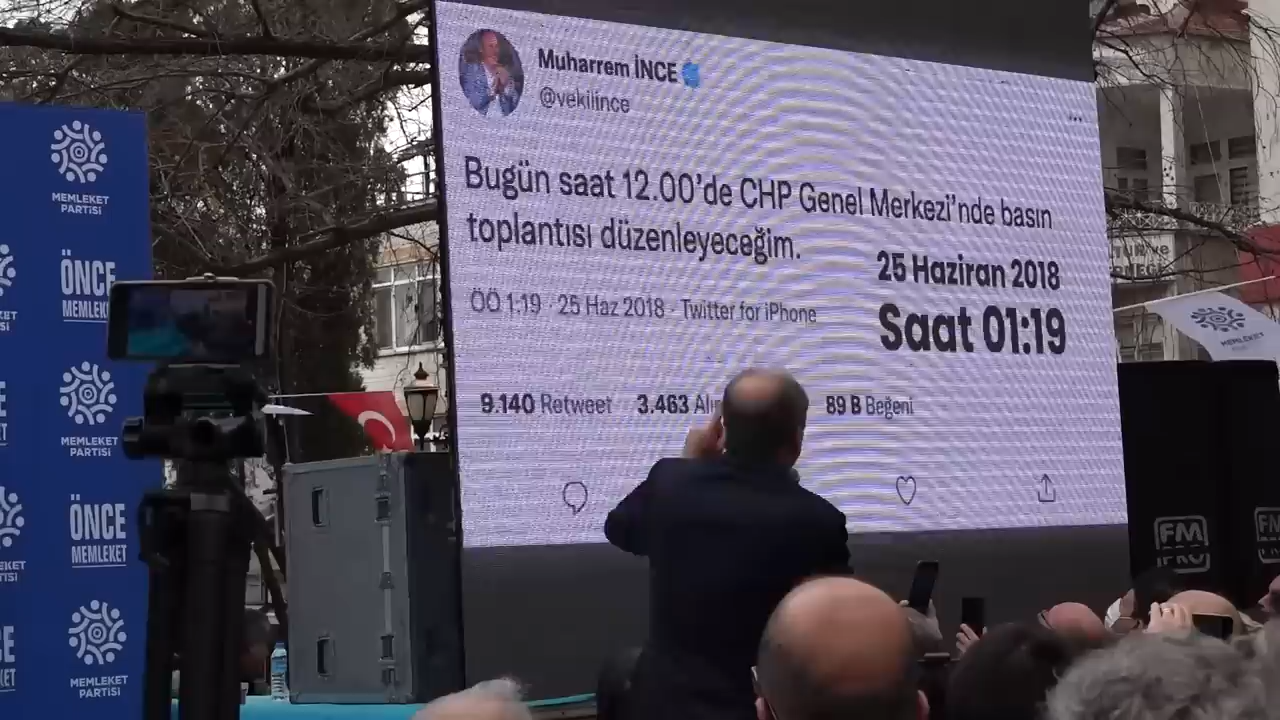 Muharrem İNCE
@vekilince
Bugün saat 12.00'de CHP Genel Merkezi'nde basın
toplantısı düzenleyeceğim.
25 Haziran 2018
Saat 01:19
ÖÖ 1:19 · 25 Haz 2018 · Twitter for iPhone
9.140 Retweet
89 B Beğeni
MEMLEKET
PARTİSİ
ÖNCE
MEMLEKET
PARTİSİ
ÖNCE
MEMLEKET
MEMLEKET
PARTİSİ
MEMLEKET
FM
PRO
FM